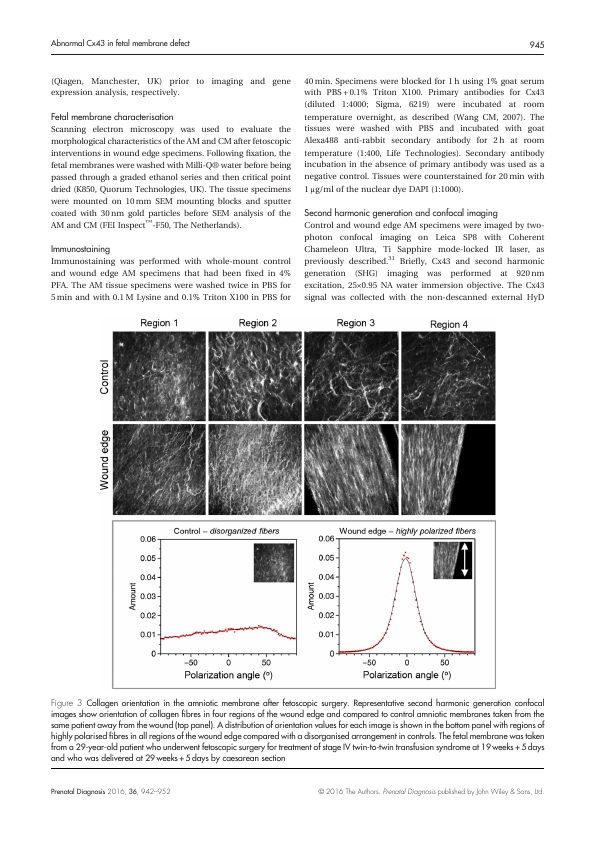 Abnormal Cx43 in fetal membrane defect
945
(Qiagen, Manchester, UK) prior to imaging and gene
expression analysis, respectively.
Fetal membrane characterisation
Scanning electron microscopy was used to evaluate the
morphological characteristics of the AM and CM after fetoscopic
interventions in wound edge specimens. Following fixation, the
fetal membranes were washed with Milli-Q® water before being
passed through a graded ethanol series and then critical point
dried (K850, Quorum Technologies, UK). The tissue specimens
were mounted on 10 mm SEM mounting blocks and sputter
coated with 30 nm gold particles before SEM analysis of the
AM and CM (FEI Inspect™-F50, The Netherlands).
Immunostaining
Immunostaining was performed with whole-mount control
and wound edge AM specimens that had been fixed in 4%
PFA. The AM tissue specimens were washed twice in PBS for
5 min and with 0.1 M Lysine and 0.1% Triton X100 in PBS for
40 min. Specimens were blocked for 1 h using 1% goat serum
with PBS + 0.1% Triton X100. Primary antibodies for Cx43
(diluted 1:4000; Sigma, 6219) were incubated at room
temperature overnight, as described (Wang CM, 2007). The
tissues were washed with PBS and incubated with goat
Alexa488 anti-rabbit secondary antibody for 2 h at room
temperature (1:400, Life Technologies). Secondary antibody
incubation in the absence of primary antibody was used as a
negative control. Tissues were counterstained for 20 min with
1 μg/ml of the nuclear dye DAPI (1:1000).
Second harmonic generation and confocal imaging
Control and wound edge AM specimens were imaged by two-
photon confocal imaging on Leica SP8 with Coherent
Chameleon Ultra, Ti Sapphire mode-locked IR laser, as
previously described.31 Briefly, Cx43 and second harmonic
generation (SHG) imaging was performed at 920 nm
excitation, 25×0.95 NA water immersion objective. The Cx43
signal was collected with the non-descanned external HyD
Region 1
Region 2
Region 3
Region 4
Control
Wound edge
Control – disorganized fibers
0.06
0.05
0.04
0.03
0.02
0.01
0
Amount
−50
0
50
Polarization angle (º)
Wound edge – highly polarized fibers
0.06
0.05
0.04
0.03
0.02
0.01
0
Amount
−50
0
50
Polarization angle (º)
Figure 3 Collagen orientation in the amniotic membrane after fetoscopic surgery. Representative second harmonic generation confocal
images show orientation of collagen fibres in four regions of the wound edge and compared to control amniotic membranes taken from the
same patient away from the wound (top panel). A distribution of orientation values for each image is shown in the bottom panel with regions of
highly polarised fibres in all regions of the wound edge compared with a disorganised arrangement in controls. The fetal membrane was taken
from a 29-year-old patient who underwent fetoscopic surgery for treatment of stage IV twin-to-twin transfusion syndrome at 19 weeks + 5 days
and who was delivered at 29 weeks + 5 days by caesarean section
Prenatal Diagnosis 2016, 36, 942–952
© 2016 The Authors. Prenatal Diagnosis published by John Wiley & Sons, Ltd.